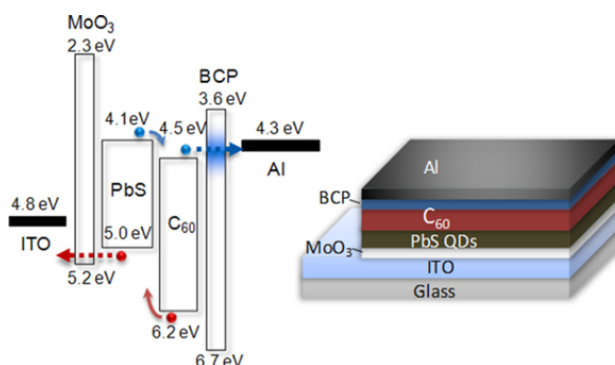 MoO₃
2.3 eV
BCP
3.6 eV
4.1eV
4.5 eV
4.3 eV
Al
PbS
C₆₀
4.8 eV
ITO
5.0 eV
5.2 eV
6.2 eV
6.7 eV
Al
BCP
C₆₀
PbS QDs
MoO₃
ITO
Glass